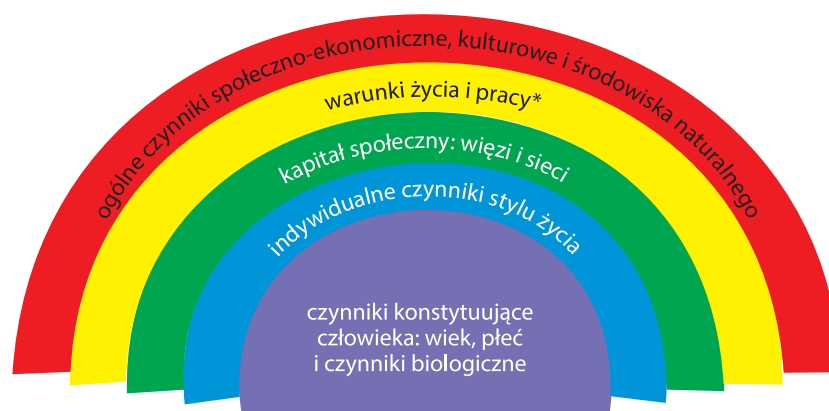 ogólne czynniki społeczno-ekonomiczne, kulturowe i środowiska naturalnego
warunki życia i pracy*
kapitał społeczny: więzi i sieci
indywidualne czynniki stylu życia
czynniki konstytuujące
człowieka: wiek, płeć
i czynniki biologiczne